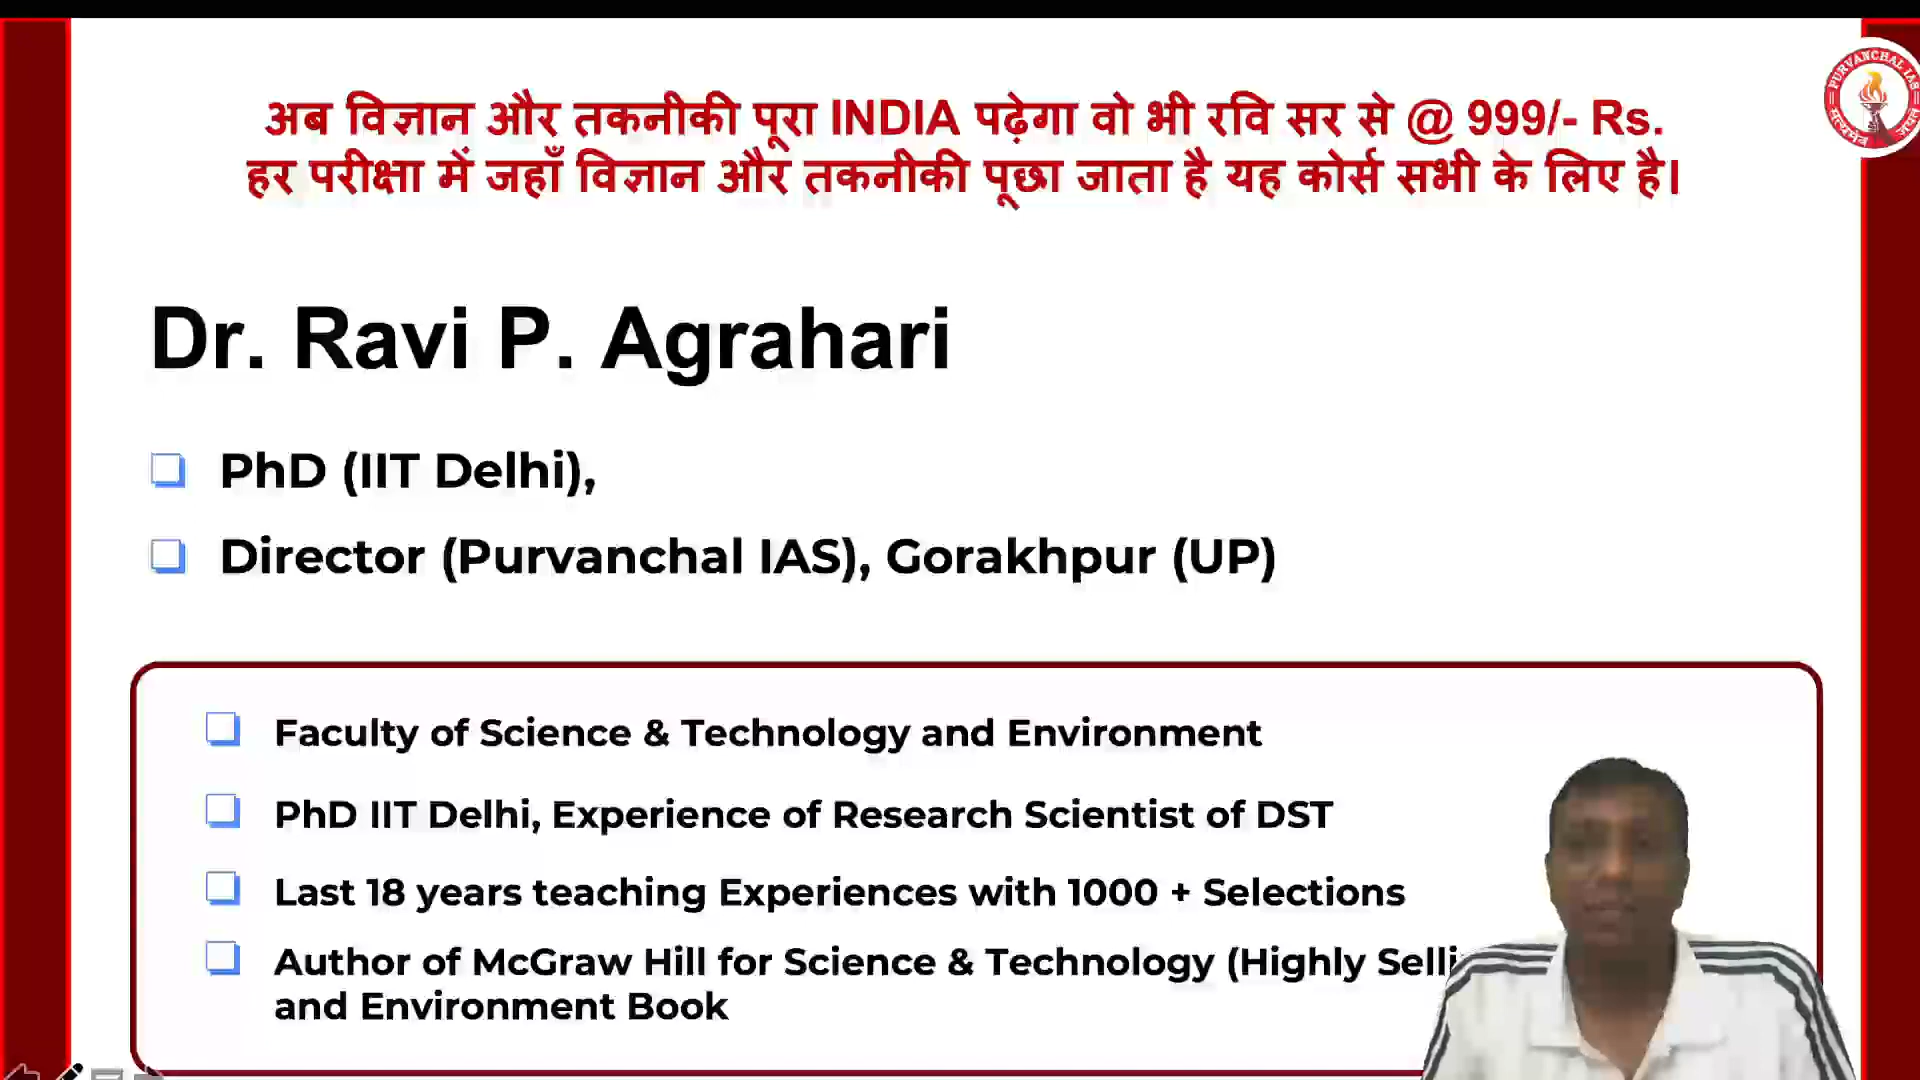 अब विज्ञान और तकनीकी पूरा INDIA पढ़ेगा वो भी रवि सर से @ 999/- Rs.
हर परीक्षा में जहाँ विज्ञान और तकनीकी पूछा जाता है यह कोर्स सभी के लिए है।
PURVANCHAL IAS
Dr. Ravi P. Agrahari
PhD (IIT Delhi),
Director (Purvanchal IAS), Gorakhpur (UP)
Faculty of Science & Technology and Environment
PhD IIT Delhi, Experience of Research Scientist of DST
Last 18 years teaching Experiences with 1000 + Selections
Author of McGraw Hill for Science & Technology (Highly
and Environment Book